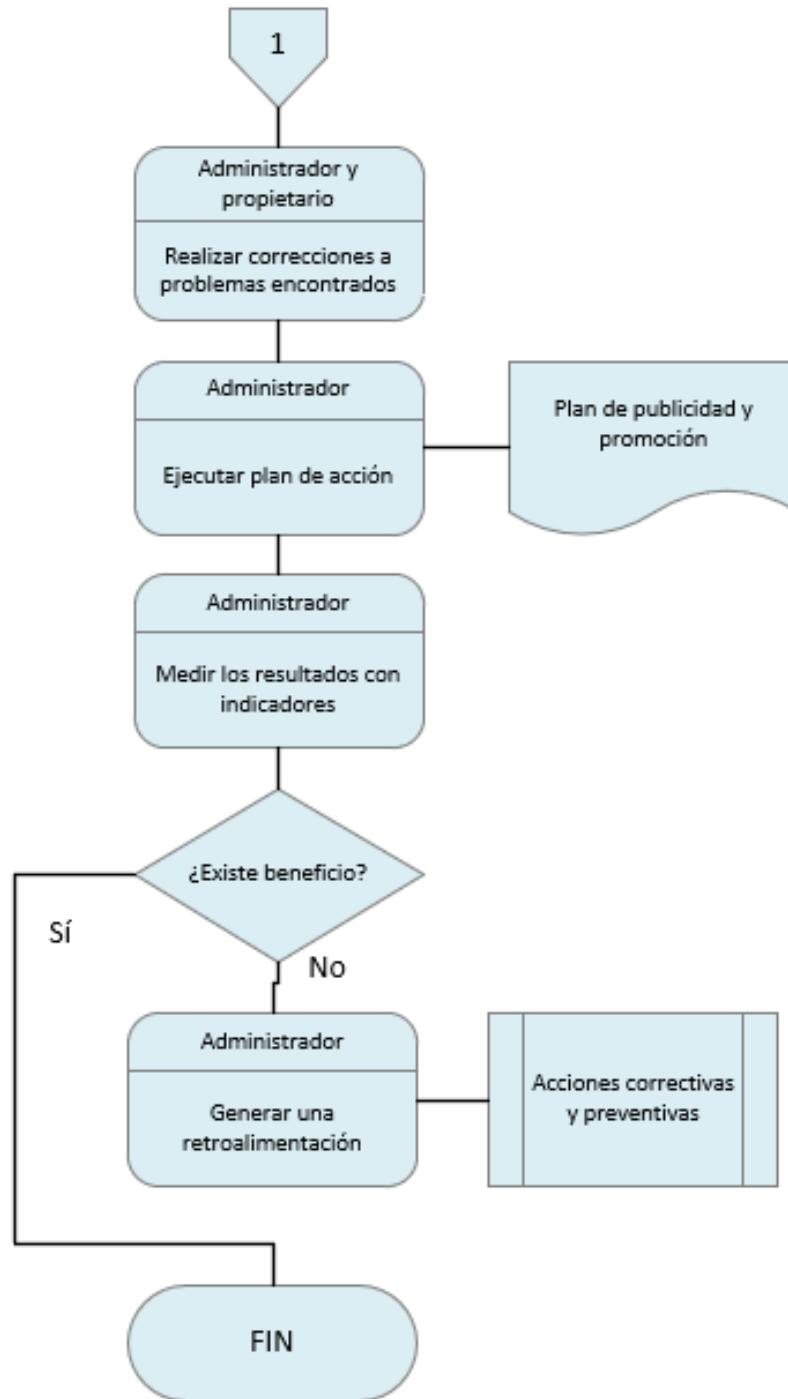 1
Administrador y
propietario
Realizar correcciones a
problemas encontrados
Administrador
Ejecutar plan de acción
Plan de publicidad y
promoción
Administrador
Medir los resultados con
indicadores
¿Existe beneficio?
Sí
No
Administrador
Generar una
retroalimentación
Acciones correctivas
y preventivas
FIN